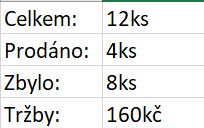 Celkem: 12ks
Prodáno: 4ks
Zbylo: 8ks
Tržby: 160kč